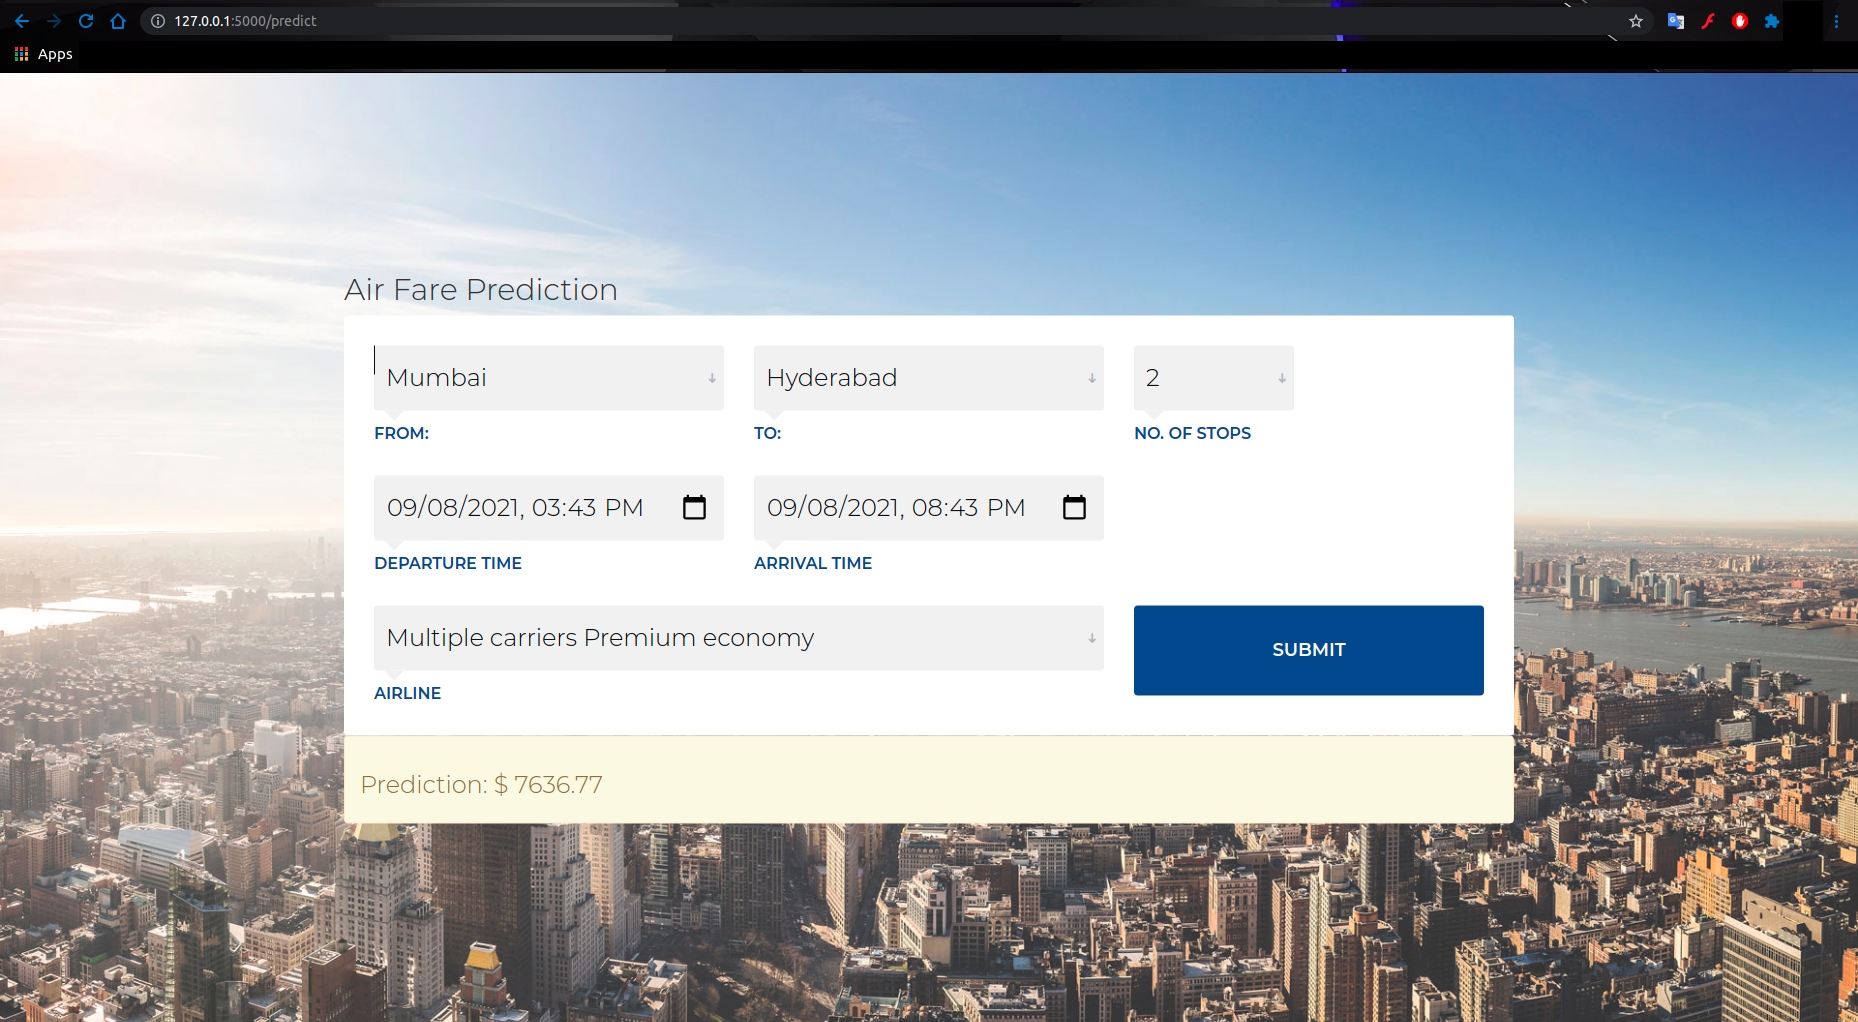 127.0.0.1:5000/predict
Apps
Air Fare Prediction
Mumbai
Hyderabad
2
FROM:
TO:
NO. OF STOPS
09/08/2021, 03:43 PM
09/08/2021, 08:43 PM
DEPARTURE TIME
ARRIVAL TIME
Multiple carriers Premium economy
SUBMIT
AIRLINE
Prediction: $ 7636.77